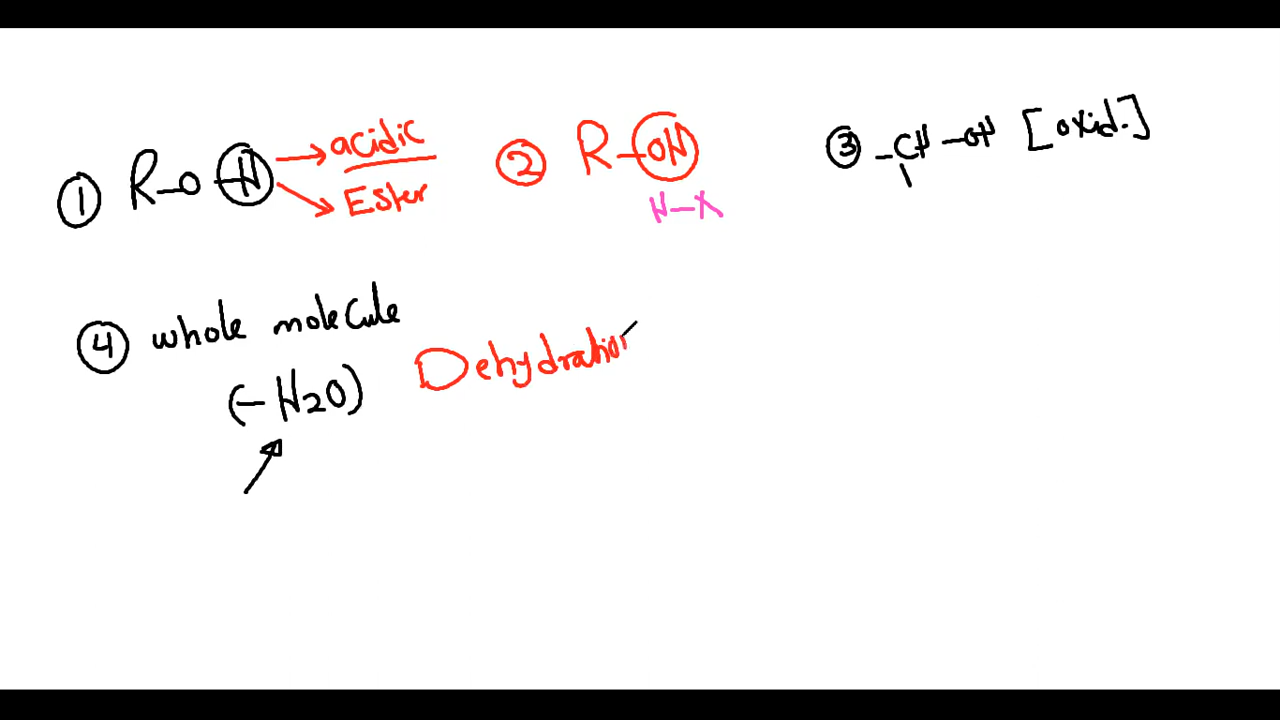 ① R-O-H → acidic
→ Ester
② R-OH
H-X
③ -CH-OH [oxid.]
④ whole molecule
(-H2O) Dehydration